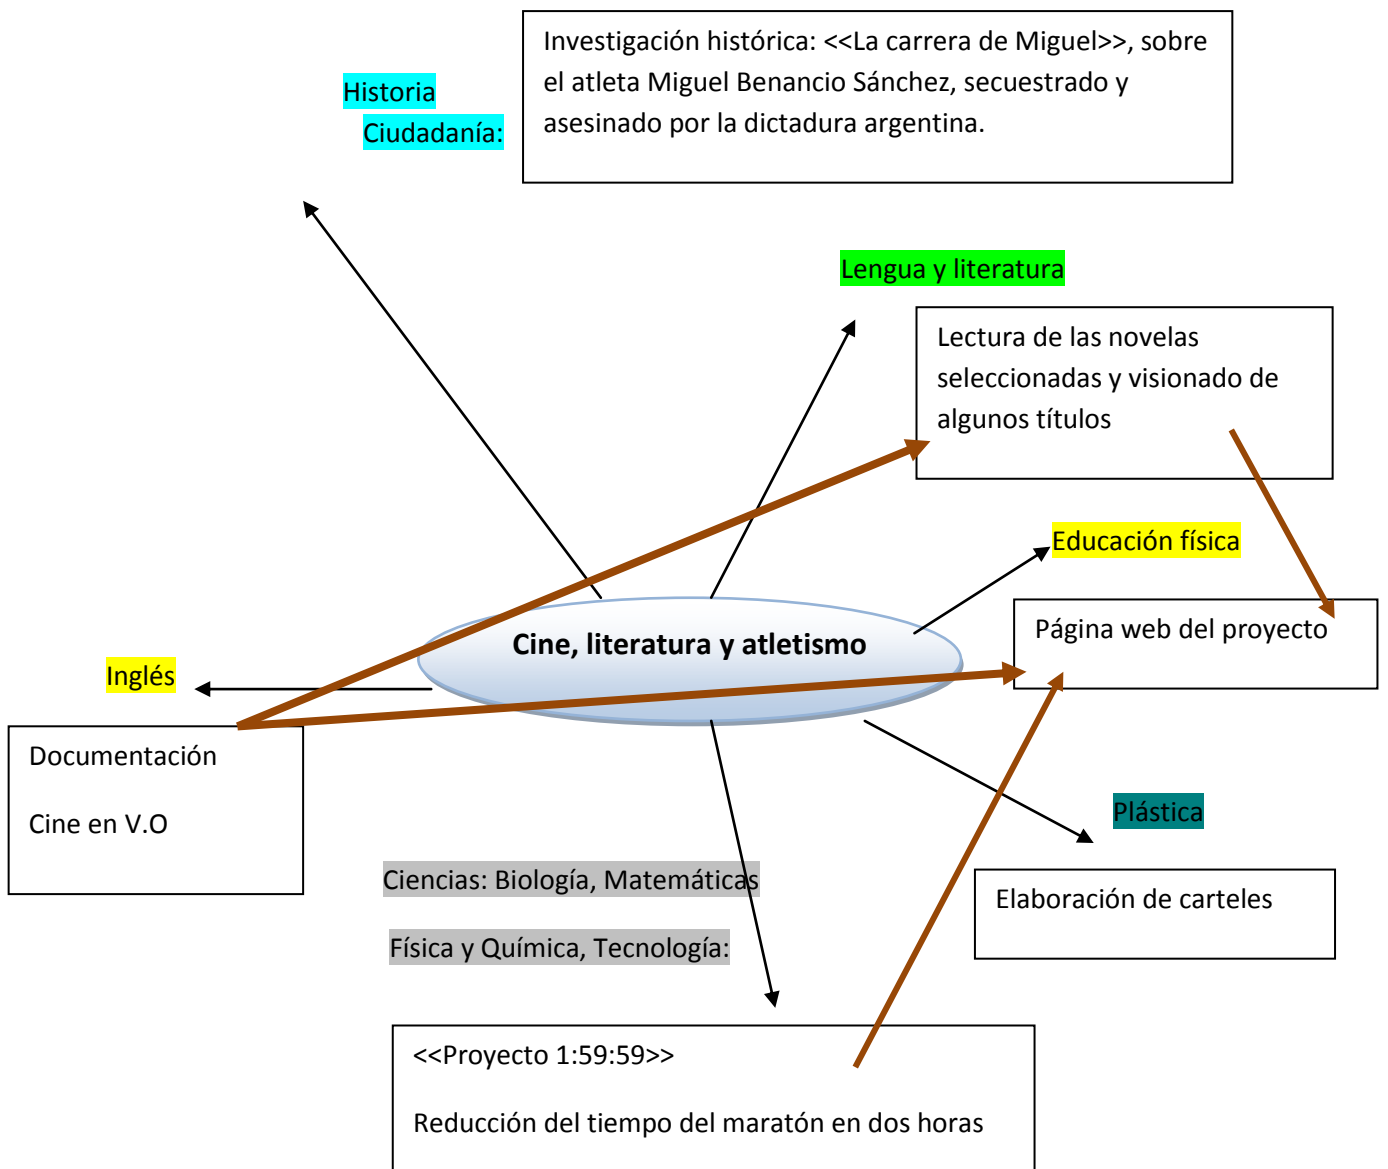 Investigación histórica: <<La carrera de Miguel>>, sobre
el atleta Miguel Benancio Sánchez, secuestrado y
asesinado por la dictadura argentina.
Historia
Ciudadanía:
Lengua y literatura
Lectura de las novelas
seleccionadas y visionado de
algunos títulos
Educación física
Página web del proyecto
Cine, literatura y atletismo
Inglés
Documentación
Cine en V.O
Plástica
Elaboración de carteles
Ciencias: Biología, Matemáticas
Física y Química, Tecnología:
<<Proyecto 1:59:59>>
Reducción del tiempo del maratón en dos horas